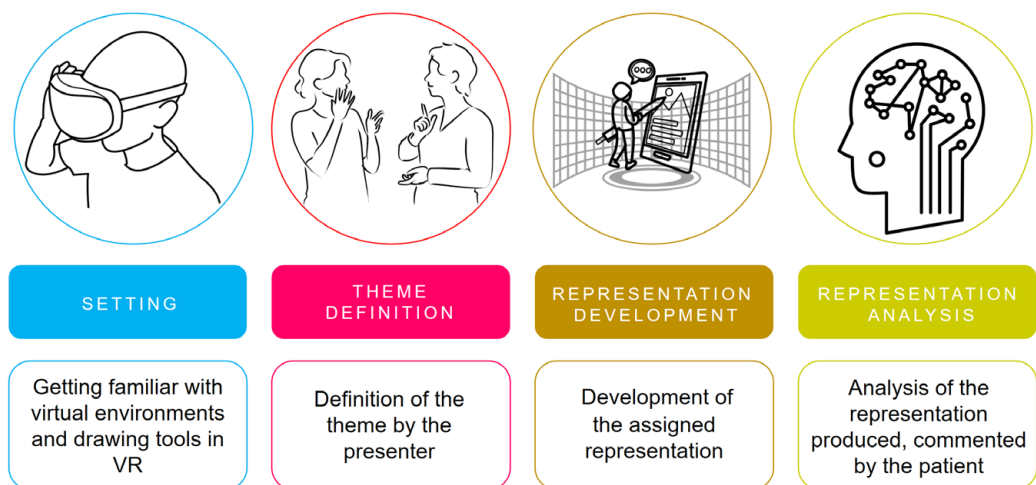 SETTING
THEME
DEFINITION
REPRESENTATION
DEVELOPMENT
REPRESENTATION
ANALYSIS
Getting familiar with
virtual environments
and drawing tools in
VR
Definition of the
theme by the
presenter
Development of
the assigned
representation
Analysis of the
representation
produced, commented
by the patient